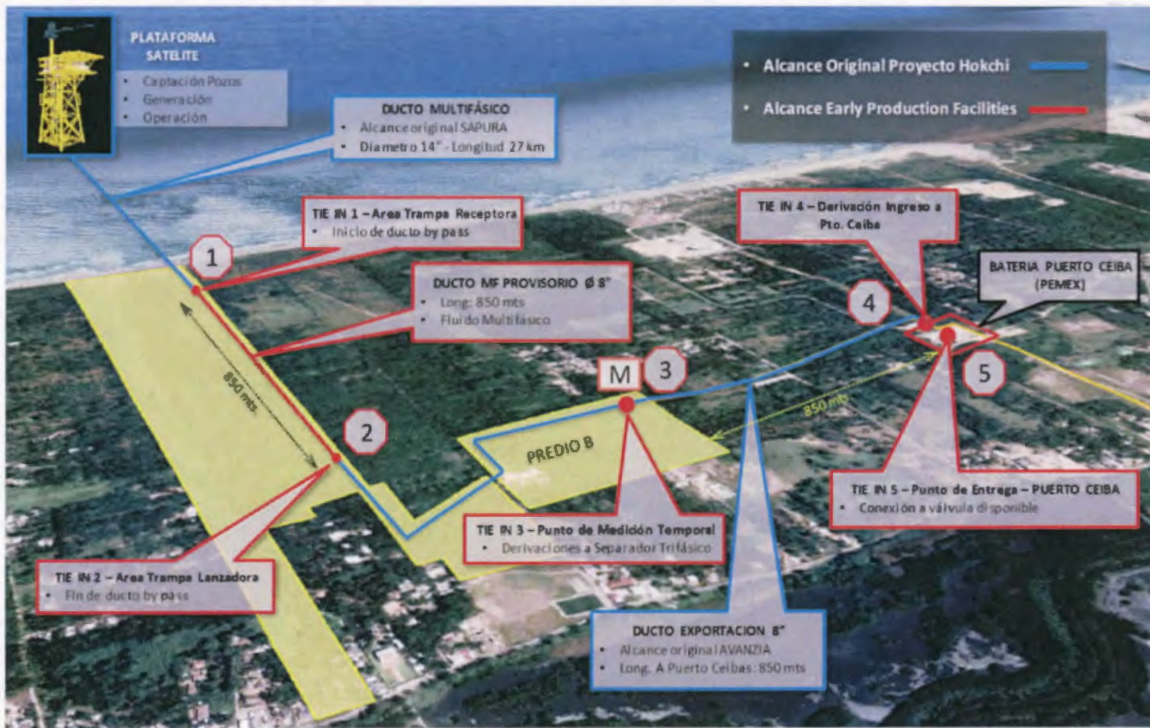 PLATAFORMA
SATELITE
• Captación Pozos
• Generación
• Operación
• Alcance Original Proyecto Hokchi
• Alcance Early Production Facilities
DUCTO MULTIFÁSICO
• Alcance original SAPURA
• Diametro 14" - Longitud 27 km
TIE IN 1 – Area Trampa Receptora
• Inicio de ducto by pass
TIE IN 4 – Derivación Ingreso a
Pto. Ceiba
BATERIA PUERTO CEIBA
(PEMEX)
1
DUCTO MF PROVISORIO Ø 8"
• Long: 850 mts
• Fluido Multifásico
4
850 mts
M
3
5
850 mts
2
PREDIO B
TIE IN 5 – Punto de Entrega – PUERTO CEIBA
• Conexión a válvula disponible
TIE IN 3 – Punto de Medición Temporal
• Derivaciones a Separador Trifásico
TIE IN 2 – Area Trampa Lanzadora
• Fin de ducto by pass
DUCTO EXPORTACION 8"
• Alcance original AVANZIA
• Long. A Puerto Ceibas: 850 mts